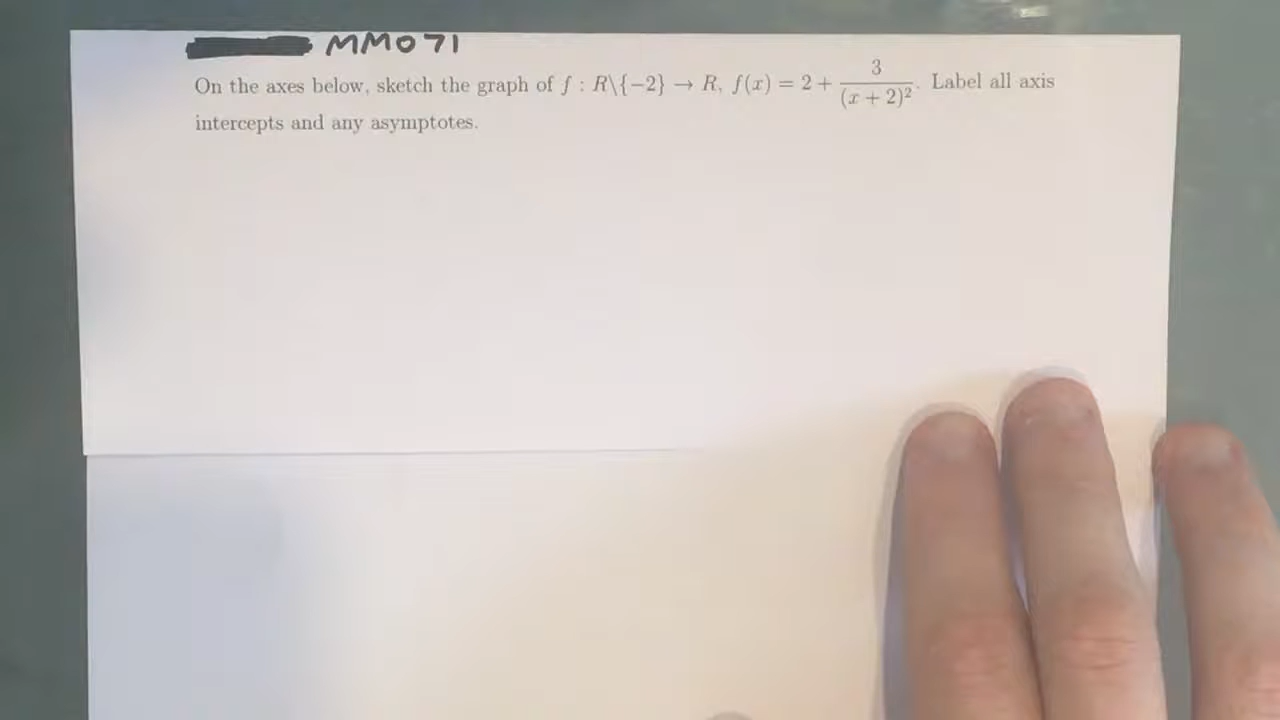 MM071
On the axes below, sketch the graph of f : R\{−2} → R, f(x) = 2 + 3/(x + 2)². Label all axis
intercepts and any asymptotes.